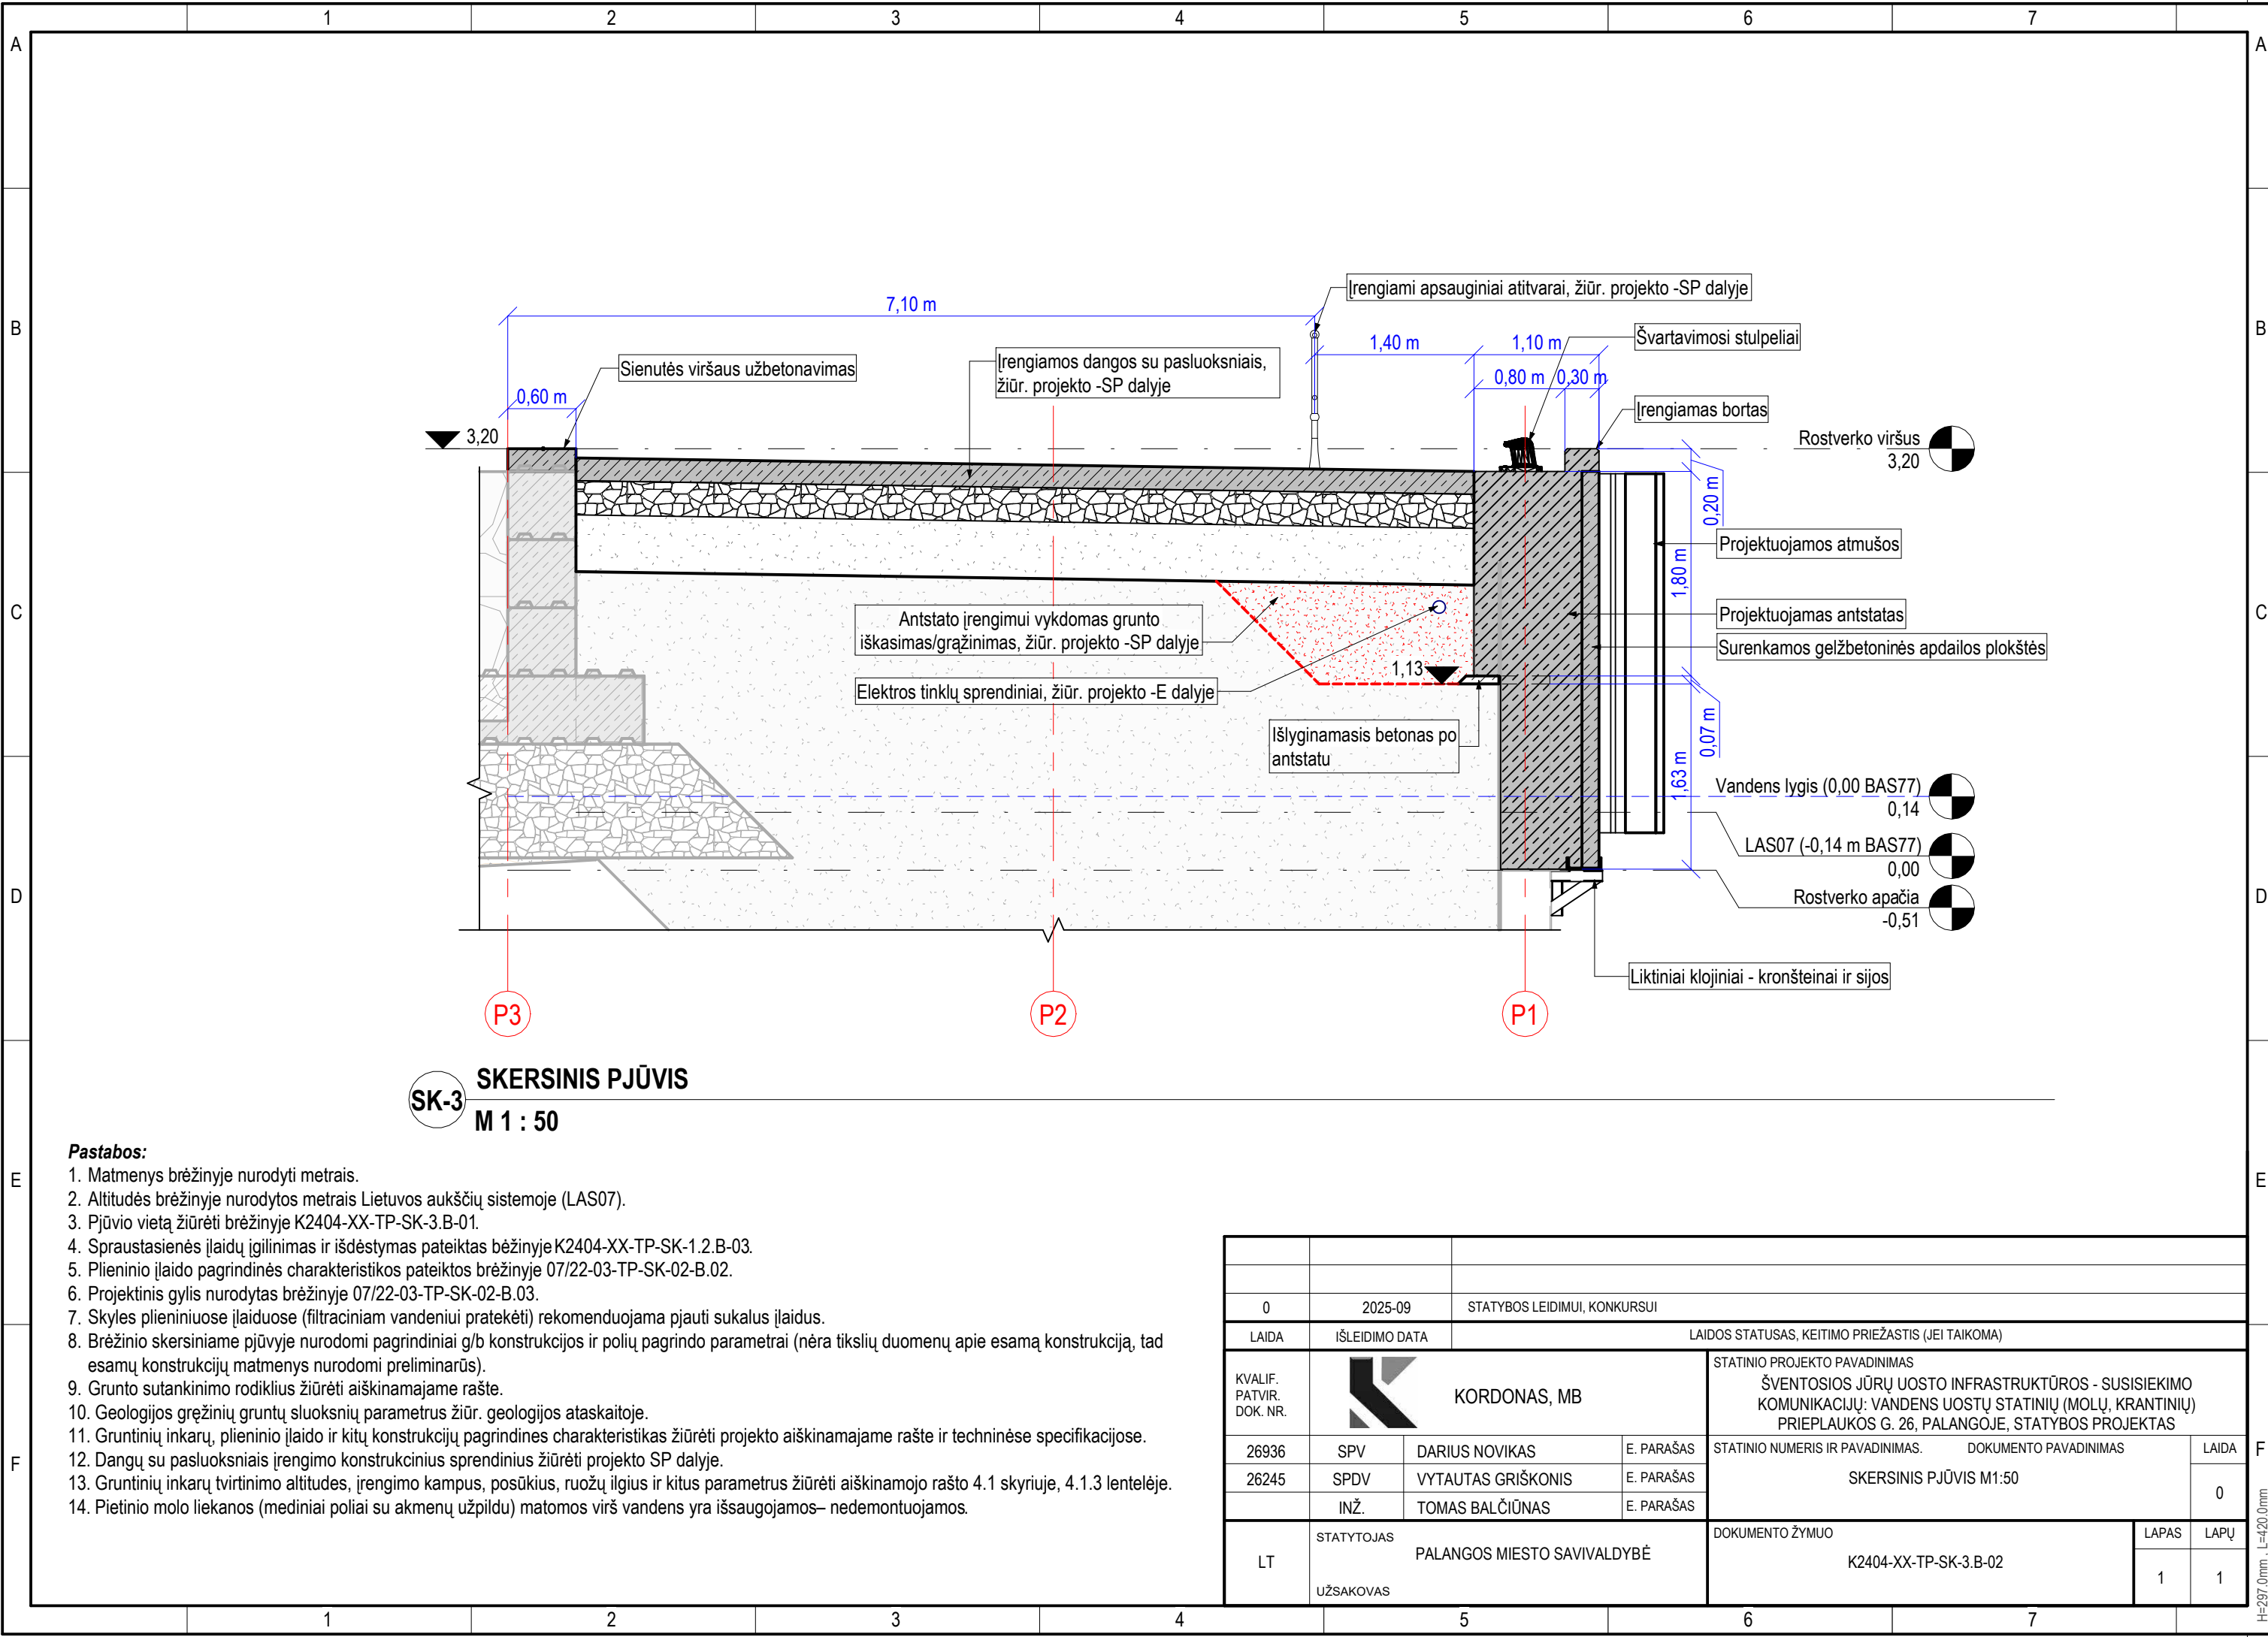 1 2 3 4 5 6 7
A A
B B
C C
D D
E E
F F
7,10 m
Įrengiami apsauginiai atitvarai, žiūr. projekto -SP dalyje
Švartavimosi stulpeliai
1,40 m
1,10 m
Sienutės viršaus užbetonavimas
Įrengiamos dangos su pasluoksniais,
žiūr. projekto -SP dalyje
0,80 m
0,30 m
0,60 m
Įrengiamas bortas
3,20
Rostverko viršus
3,20
0,20 m
Projektuojamos atmušos
1,80 m
Antstato įrengimui vykdomas grunto
iškasimas/grąžinimas, žiūr. projekto -SP dalyje
Projektuojamas antstatas
Surenkamos gelžbetoninės apdailos plokštės
1,13
Elektros tinklų sprendiniai, žiūr. projekto -E dalyje
Išlyginamasis betonas po
antstatu
0,07 m
1,63 m
Vandens lygis (0,00 BAS77)
0,14
LAS07 (-0,14 m BAS77)
0,00
Rostverko apačia
-0,51
Liktiniai klojiniai - kronšteinai ir sijos
P3
P2
P1
SK-3
SKERSINIS PJŪVIS
M 1 : 50
Pastabos:
1. Matmenys brėžinyje nurodyti metrais.
2. Altitudės brėžinyje nurodytos metrais Lietuvos aukščių sistemoje (LAS07).
3. Pjūvio vietą žiūrėti brėžinyje K2404-XX-TP-SK-3.B-01.
4. Spraustasienės įlaidų įgilinimas ir išdėstymas pateiktas bėžinyje K2404-XX-TP-SK-1.2.B-03.
5. Plieninio įlaido pagrindinės charakteristikos pateiktos brėžinyje 07/22-03-TP-SK-02-B.02.
6. Projektinis gylis nurodytas brėžinyje 07/22-03-TP-SK-02-B.03.
7. Skyles plieniniuose įlaiduose (filtraciniam vandeniui pratekėti) rekomenduojama pjauti sukalus įlaidus.
8. Brėžinio skersiniame pjūvyje nurodomi pagrindiniai g/b konstrukcijos ir polių pagrindo parametrai (nėra tikslių duomenų apie esamą konstrukciją, tad
esamų konstrukcijų matmenys nurodomi preliminarūs).
9. Grunto sutankinimo rodiklius žiūrėti aiškinamajame rašte.
10. Geologijos gręžinių gruntų sluoksnių parametrus žiūr. geologijos ataskaitoje.
11. Gruntinių inkarų, plieninio įlaido ir kitų konstrukcijų pagrindines charakteristikas žiūrėti projekto aiškinamajame rašte ir techninėse specifikacijose.
12. Dangų su pasluoksniais įrengimo konstrukcinius sprendinius žiūrėti projekto SP dalyje.
13. Gruntinių inkarų tvirtinimo altitudes, įrengimo kampus, posūkius, ruožų ilgius ir kitus parametrus žiūrėti aiškinamojo rašto 4.1 skyriuje, 4.1.3 lentelėje.
14. Pietinio molo liekanos (mediniai poliai su akmenų užpildu) matomos virš vandens yra išsaugojamos– nedemontuojamos.
0 2025-09 STATYBOS LEIDIMUI, KONKURSUI
LAIDA IŠLEIDIMO DATA LAIDOS STATUSAS, KEITIMO PRIEŽASTIS (JEI TAIKOMA)
KVALIF.
PATVIR.
DOK. NR.
KORDONAS, MB
STATINIO PROJEKTO PAVADINIMAS
ŠVENTOSIOS JŪRŲ UOSTO INFRASTRUKTŪROS - SUSISIEKIMO
KOMUNIKACIJŲ: VANDENS UOSTŲ STATINIŲ (MOLŲ, KRANTINIŲ)
PRIEPLAUKOS G. 26, PALANGOJE, STATYBOS PROJEKTAS
26936 SPV DARIUS NOVIKAS E. PARAŠAS
26245 SPDV VYTAUTAS GRIŠKONIS E. PARAŠAS
INŽ. TOMAS BALČIŪNAS E. PARAŠAS
STATINIO NUMERIS IR PAVADINIMAS. DOKUMENTO PAVADINIMAS LAIDA
SKERSINIS PJŪVIS M1:50
0
LT
STATYTOJAS
PALANGOS MIESTO SAVIVALDYBĖ
UŽSAKOVAS
DOKUMENTO ŽYMUO LAPAS LAPŲ
K2404-XX-TP-SK-3.B-02
1 1
H=297.0mm , L=420.0mm
1 2 3 4 5 6 7